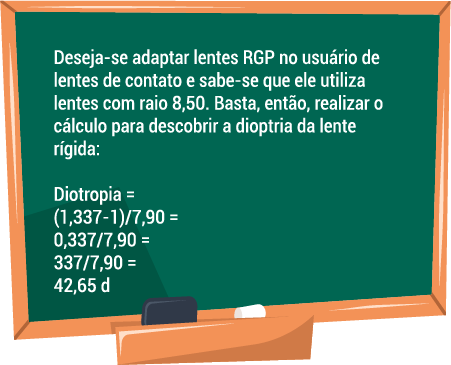 Deseja-se adaptar lentes RGP no usuário de
lentes de contato e sabe-se que ele utiliza
lentes com raio 8,50. Basta, então, realizar o
cálculo para descobrir a dioptria da lente
rígida:
Diotropia =
(1,337-1)/7,90 =
0,337/7,90 =
337/7,90 =
42,65 d